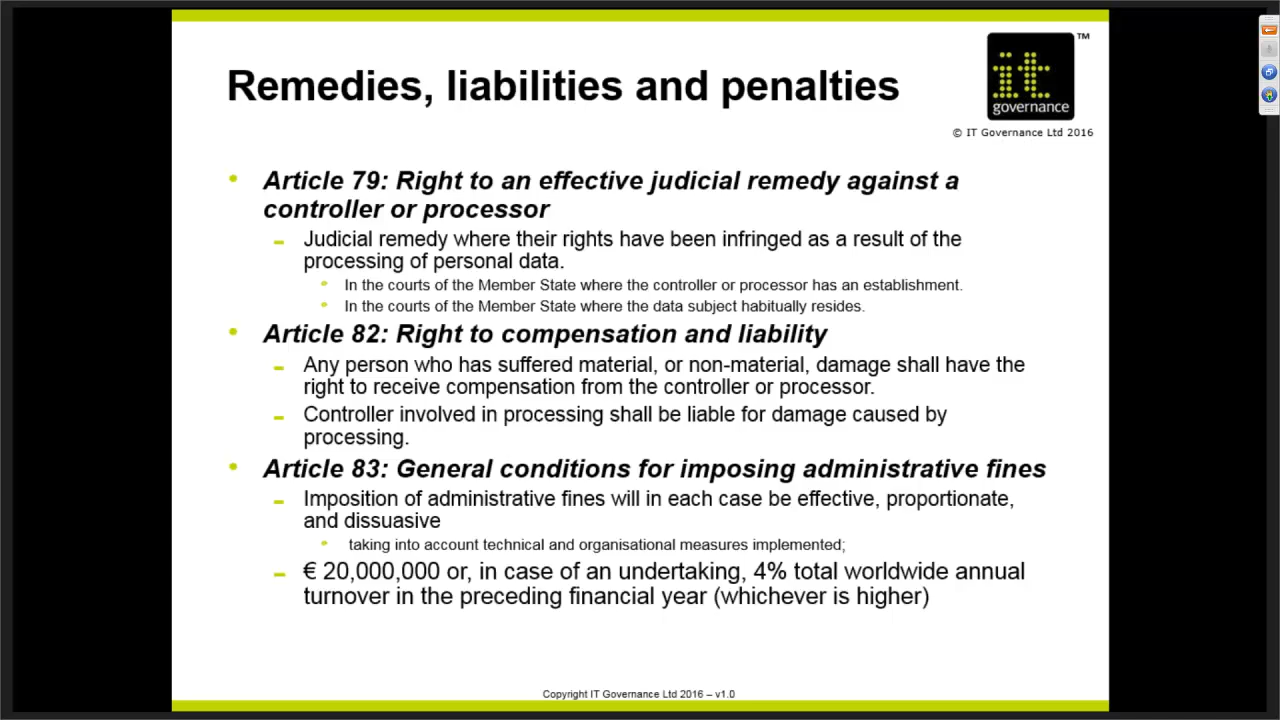 Remedies, liabilities and penalties
it
governance
™
© IT Governance Ltd 2016
• Article 79: Right to an effective judicial remedy against a
controller or processor
– Judicial remedy where their rights have been infringed as a result of the
processing of personal data.
• In the courts of the Member State where the controller or processor has an establishment.
• In the courts of the Member State where the data subject habitually resides.
• Article 82: Right to compensation and liability
– Any person who has suffered material, or non-material, damage shall have the
right to receive compensation from the controller or processor.
– Controller involved in processing shall be liable for damage caused by
processing.
• Article 83: General conditions for imposing administrative fines
– Imposition of administrative fines will in each case be effective, proportionate,
and dissuasive
• taking into account technical and organisational measures implemented;
– € 20,000,000 or, in case of an undertaking, 4% total worldwide annual
turnover in the preceding financial year (whichever is higher)
Copyright IT Governance Ltd 2016 – v1.0